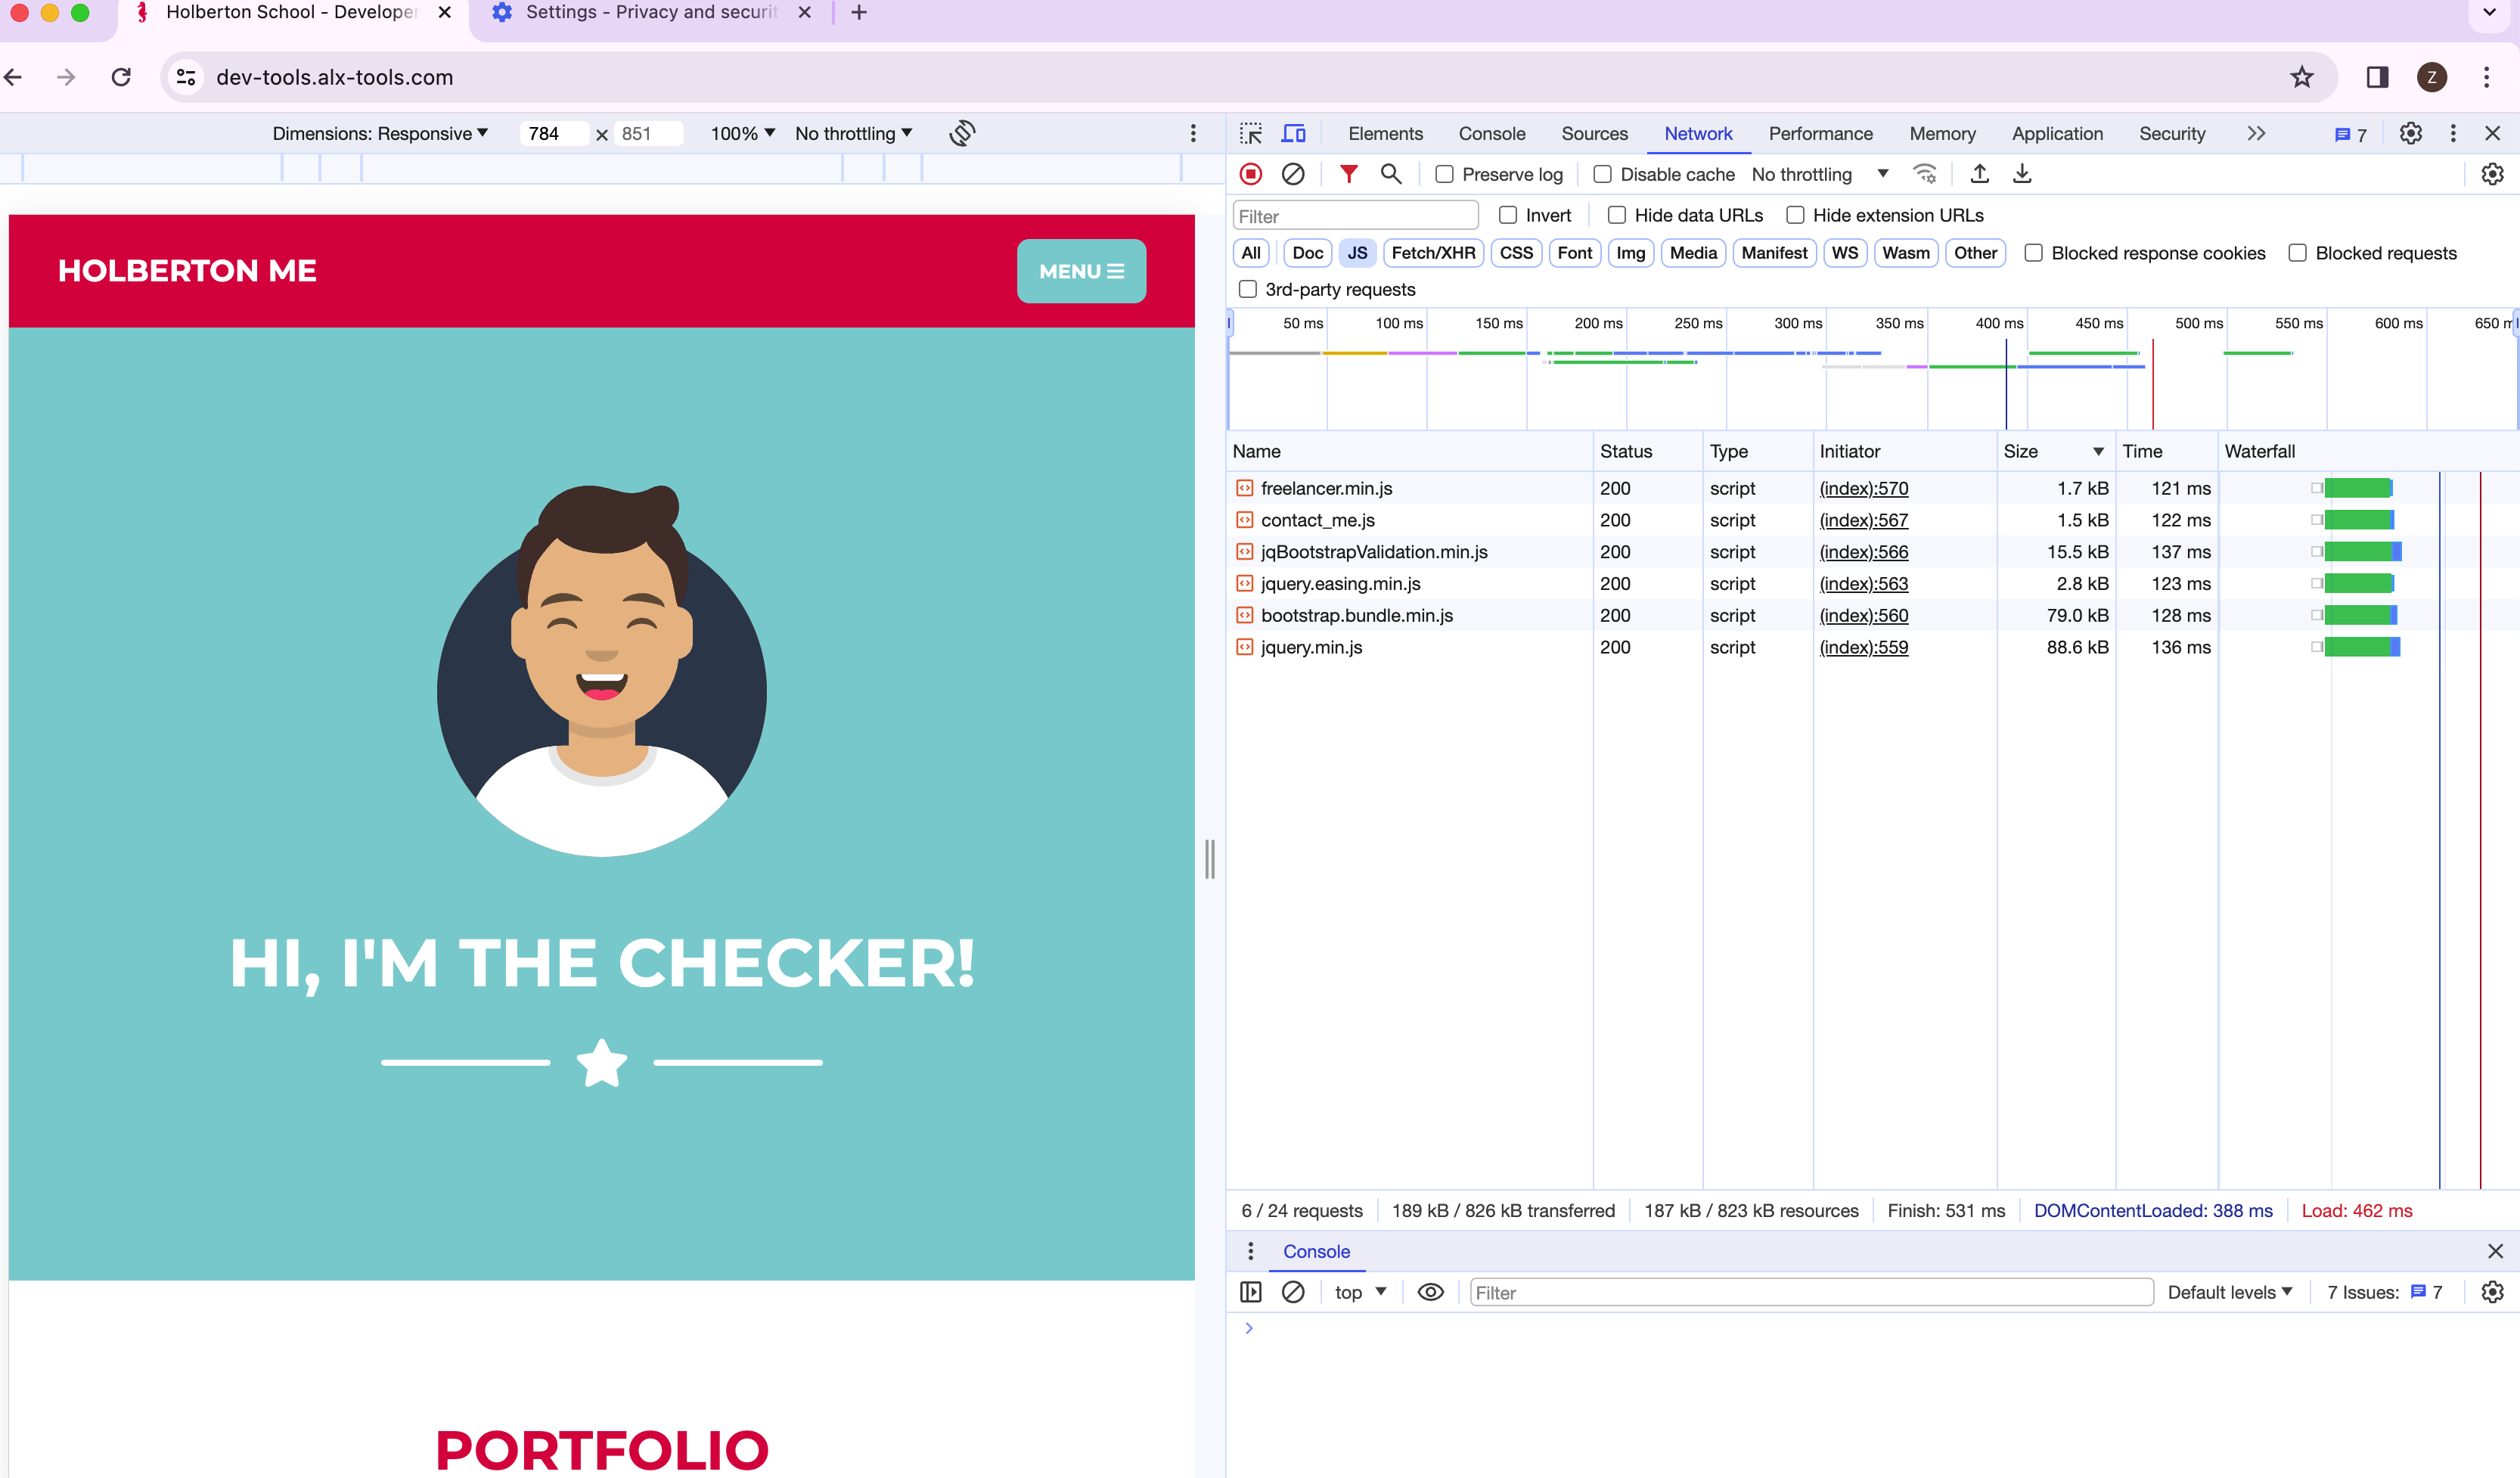 Holberton School - Developer
Settings - Privacy and securit
dev-tools.alx-tools.com
Z
Dimensions: Responsive 784 × 851 100% No throttling
Elements Console Sources Network Performance Memory Application Security 7
Preserve log Disable cache No throttling
Filter Invert Hide data URLs Hide extension URLs
All Doc JS Fetch/XHR CSS Font Img Media Manifest WS Wasm Other Blocked response cookies Blocked requests
3rd-party requests
50 ms 100 ms 150 ms 200 ms 250 ms 300 ms 350 ms 400 ms 450 ms 500 ms 550 ms 600 ms 650 m
Name Status Type Initiator Size Time Waterfall
freelancer.min.js 200 script (index):570 1.7 kB 121 ms
contact_me.js 200 script (index):567 1.5 kB 122 ms
jqBootstrapValidation.min.js 200 script (index):566 15.5 kB 137 ms
jquery.easing.min.js 200 script (index):563 2.8 kB 123 ms
bootstrap.bundle.min.js 200 script (index):560 79.0 kB 128 ms
jquery.min.js 200 script (index):559 88.6 kB 136 ms
6 / 24 requests 189 kB / 826 kB transferred 187 kB / 823 kB resources Finish: 531 ms DOMContentLoaded: 388 ms Load: 462 ms
Console
top Filter Default levels 7 Issues: 7
HOLBERTON ME
MENU
HI, I'M THE CHECKER!
PORTFOLIO